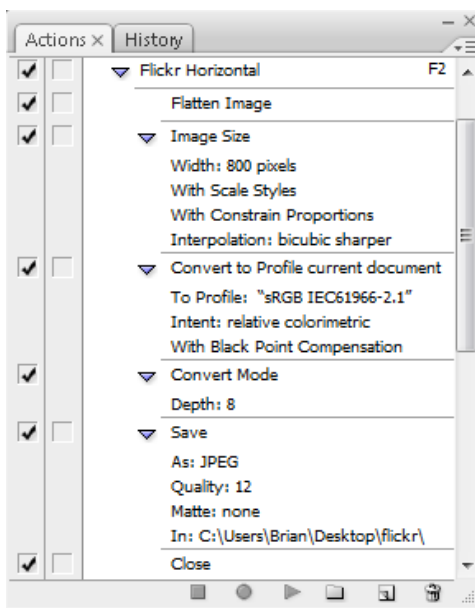 Actions × History
Flickr Horizontal F2
Flatten Image
Image Size
Width: 800 pixels
With Scale Styles
With Constrain Proportions
Interpolation: bicubic sharper
Convert to Profile current document
To Profile: "sRGB IEC61966-2.1"
Intent: relative colorimetric
With Black Point Compensation
Convert Mode
Depth: 8
Save
As: JPEG
Quality: 12
Matte: none
In: C:\Users\Brian\Desktop\flickr\
Close